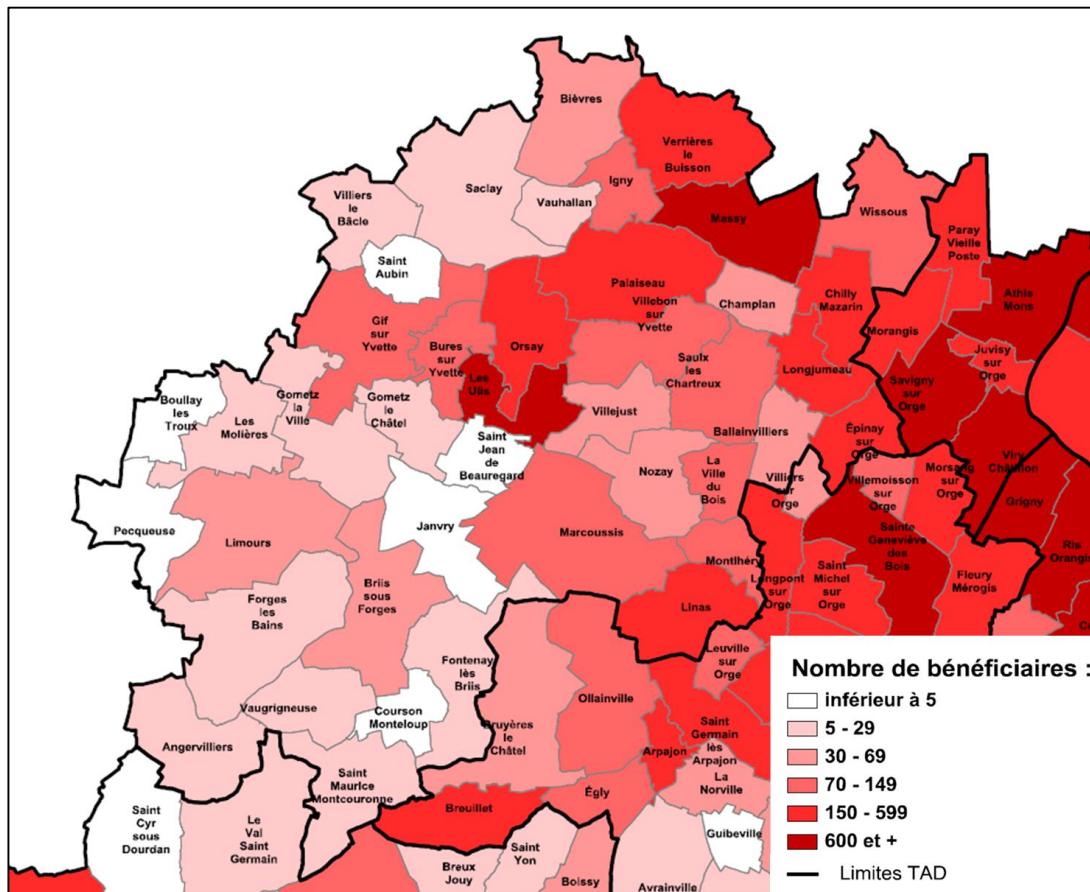 Bièvres
Verrières
le
Buisson
Igny
Saclay
Villiers
le
Bâcle
Vauhallan
Massy
Wissous
Paray
Vieille
Poste
Saint
Aubin
Palaiseau
Villebon
sur
Yvette
Champlan
Chilly
Mazarin
Athis
Mons
Gif
sur
Yvette
Bures
sur
Yvette
Orsay
Morangis
Juvisy
sur
Orge
Saulx
les
Chartreux
Longjumeau
Savigny
sur
Orge
Les
Ulis
Boullay
les
Troux
Les
Molières
Gometz
la
Ville
Gometz
le
Châtel
Villejust
Ballainvilliers
Saint
Jean
de
Beauregard
Épinay
sur
Orge
Viry
Châtillon
Nozay
La
Ville
du
Bois
Villiers
sur
Orge
Villemoisson
sur
Orge
Morsang
sur
Orge
Grigny
Pecqueuse
Janvry
Limours
Marcoussis
Sainte
Geneviève
des
Bois
Ris
Orangis
Montlhéry
Longpont
sur
Orge
Saint
Michel
sur
Orge
Fleury
Mérogis
Briis
sous
Forges
Forges
les
Bains
Linas
Leuville
sur
Orge
Fontenay
lès
Briis
Ollainville
Vaugrigneuse
Courson
Monteloup
Bruyères
le
Châtel
Saint
Germain
lès
Arpajon
Angervilliers
Arpajon
Saint
Maurice
Montcouronne
La
Norville
Égly
Breuillet
Saint
Cyr
sous
Dourdan
Le
Val
Saint
Germain
Guibeville
Saint
Yon
Breux
Jouy
Boissy
Avrainville
Nombre de bénéficiaires :
inférieur à 5
5 - 29
30 - 69
70 - 149
150 - 599
600 et +
Limites TAD